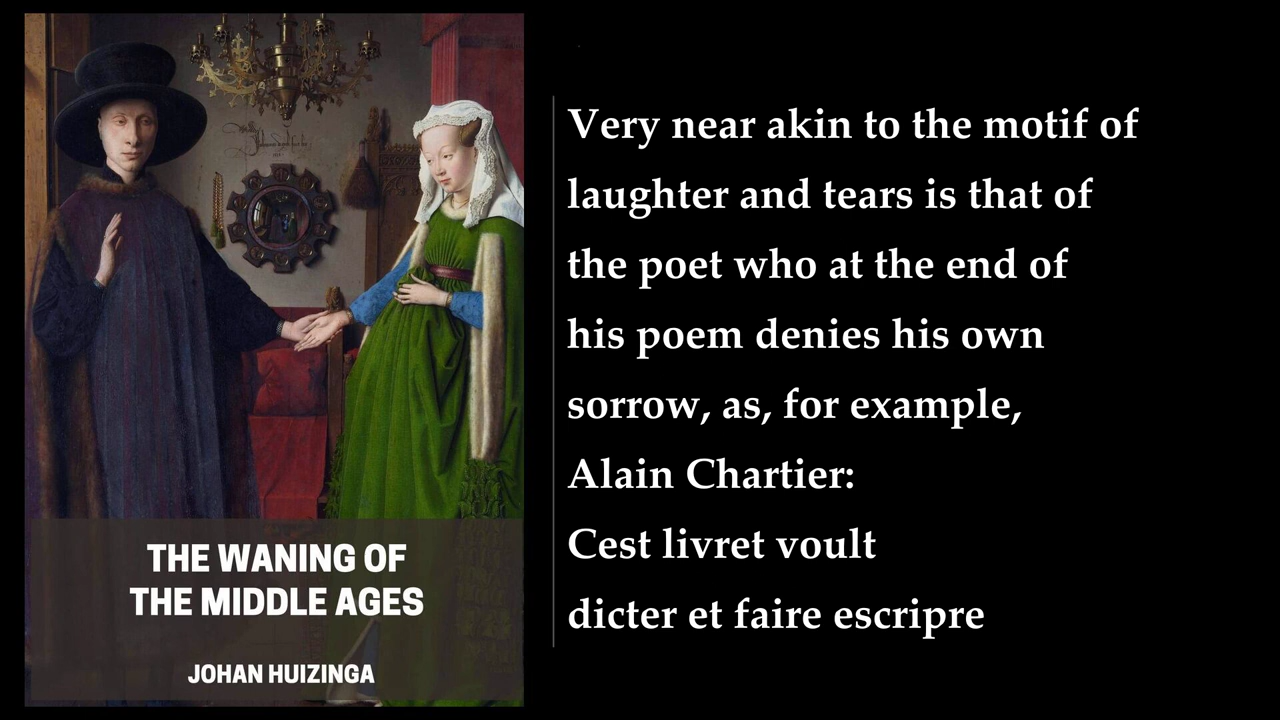 THE WANING OF
THE MIDDLE AGES
JOHAN HUIZINGA
Very near akin to the motif of
laughter and tears is that of
the poet who at the end of
his poem denies his own
sorrow, as, for example,
Alain Chartier:
Cest livret voult
dicter et faire escripre